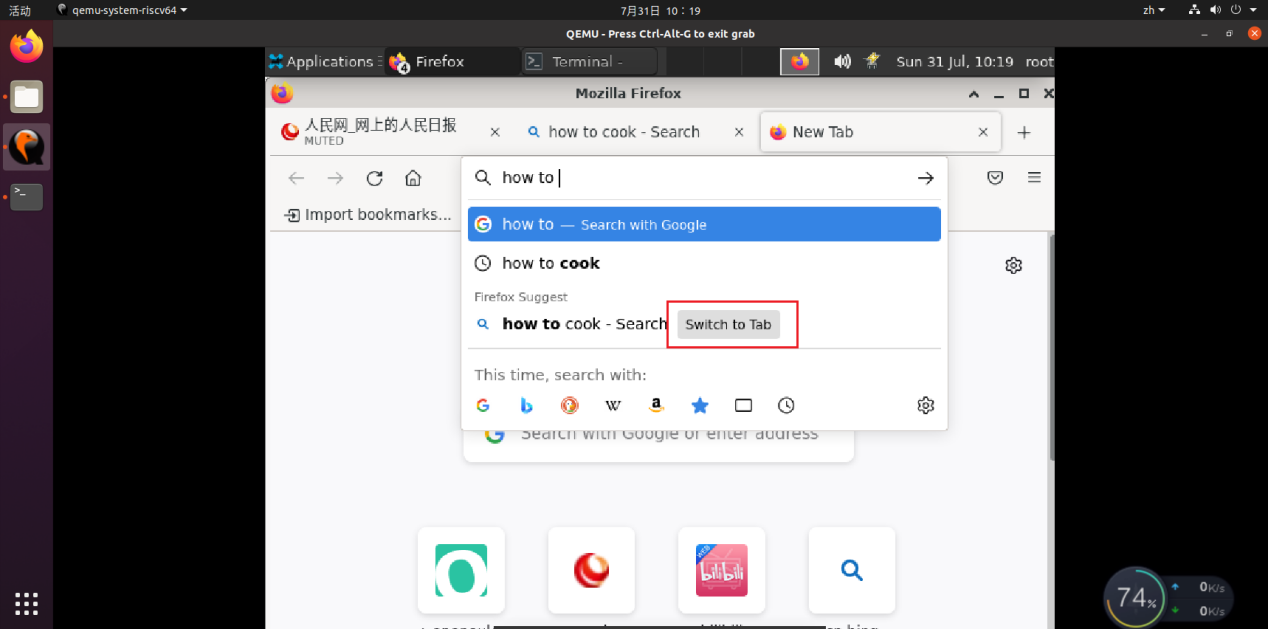 活动 qemu-system-riscv64 7月31日 10：19 zh
QEMU - Press Ctrl-Alt-G to exit grab
Applications Firefox Terminal - Sun 31 Jul, 10:19 root
4
Mozilla Firefox
人民网_网上的人民日报 how to cook - Search New Tab
MUTED
how to
Import bookmarks...
how to — Search with Google
how to cook
Firefox Suggest
how to cook - Search Switch to Tab
This time, search with:
Search with Google or enter address
WEB
bilibili
74% 0K/s
0K/s